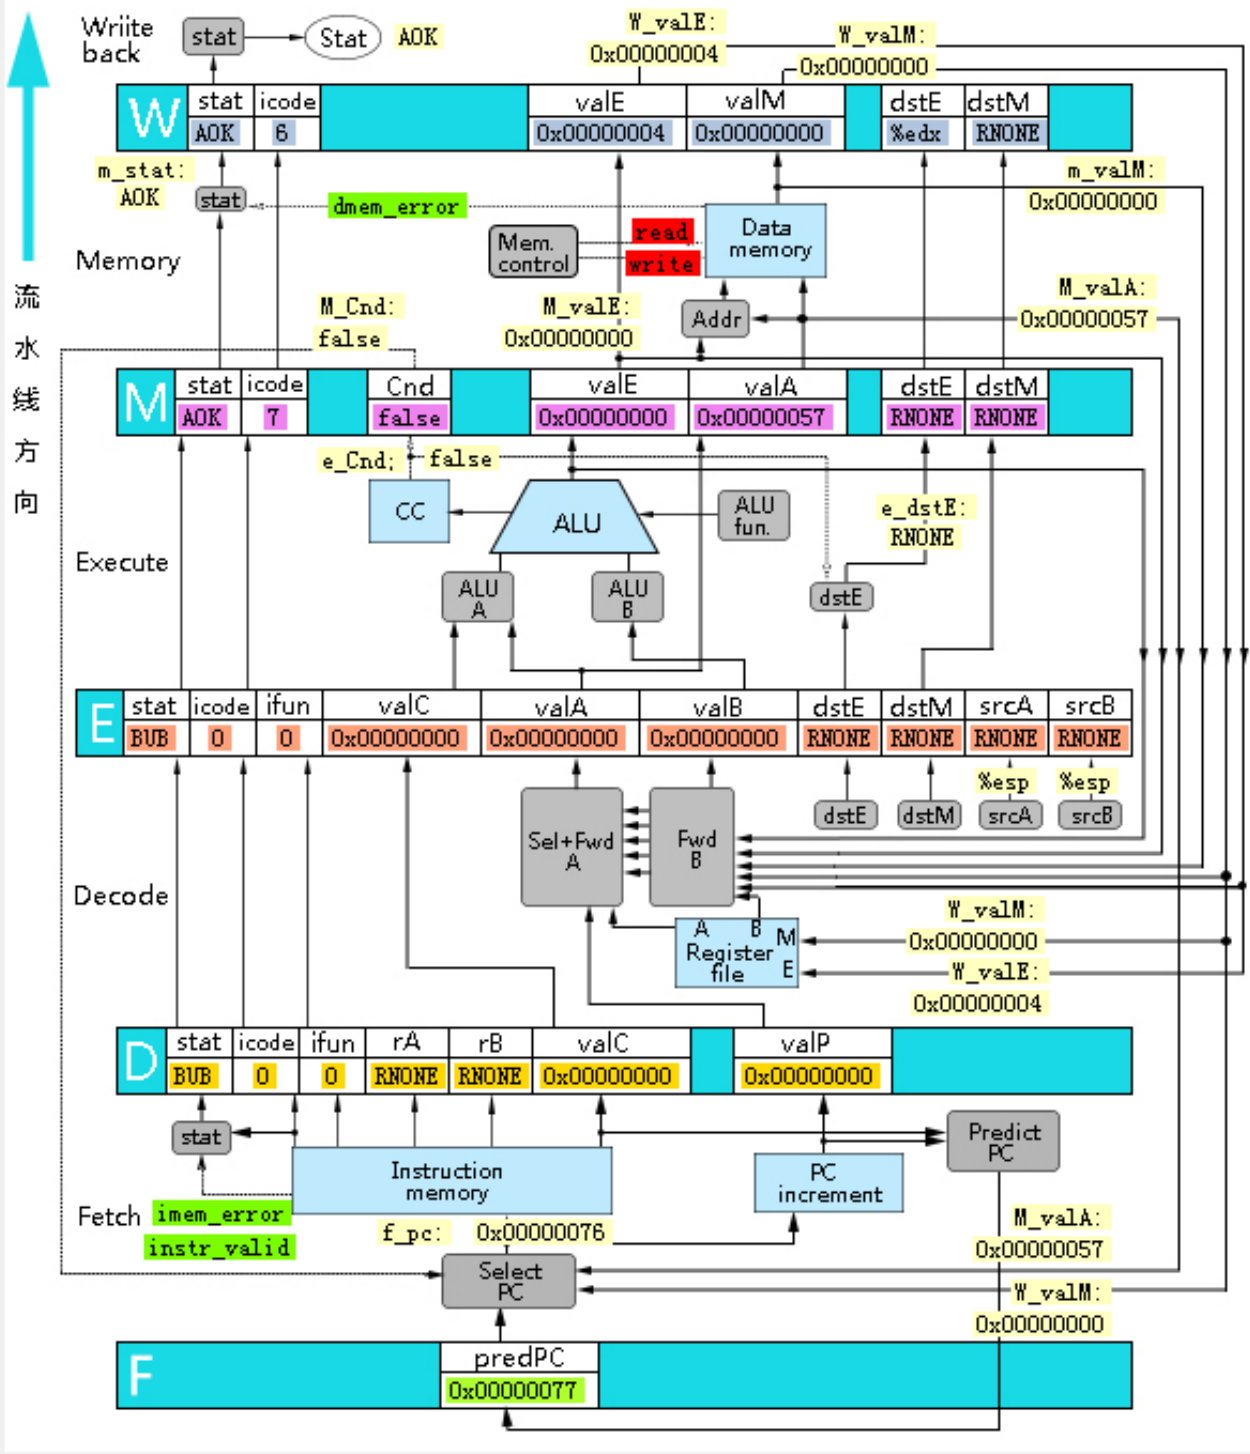 Wriite back
stat
Stat
AOK
W_valE:
0x00000004
W_valM:
0x00000000
W
stat icode valE valM dstE dstM
AOK 6 0x00000004 0x00000000 %edx RNONE
m_stat:
AOK
stat
dmem_error
m_valM:
0x00000000
Mem. control
read
write
Data memory
Memory
流水线方向
M_Cnd:
false
M_valE:
0x00000000
Addr
M_valA:
0x00000057
M
stat icode Cnd valE valA dstE dstM
AOK 7 false 0x00000000 0x00000057 RNONE RNONE
e_Cnd; false
CC
ALU
ALU fun.
e_dstE:
RNONE
Execute
ALU A
ALU B
dstE
E
stat icode ifun valC valA valB dstE dstM srcA srcB
BUB 0 0 0x00000000 0x00000000 0x00000000 RNONE RNONE RNONE RNONE
%esp %esp
dstE dstM srcA srcB
Sel+Fwd A
Fwd B
Decode
A B M
Register file
E
W_valM:
0x00000000
W_valE:
0x00000004
D
stat icode ifun rA rB valC valP
BUB 0 0 RNONE RNONE 0x00000000 0x00000000
stat
Instruction memory
PC increment
Predict PC
Fetch
imem_error
instr_valid
f_pc: 0x00000076
M_valA:
0x00000057
Select PC
W_valM:
0x00000000
F
predPC
0x00000077